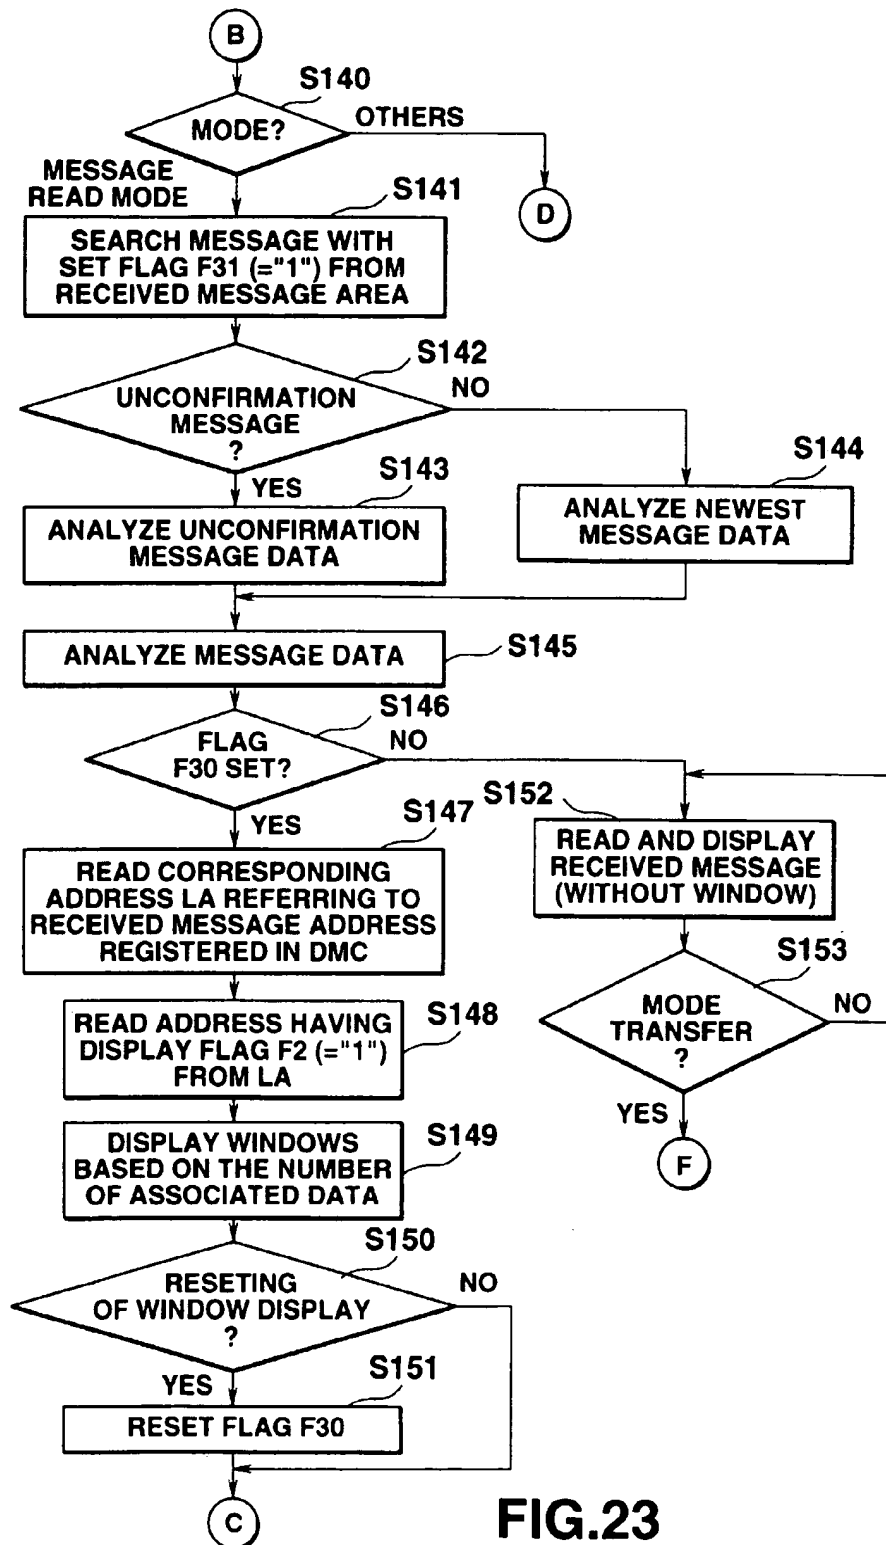 B
S140
MODE?
OTHERS
MESSAGE
READ MODE
D
S141
SEARCH MESSAGE WITH
SET FLAG F31 (="1") FROM
RECEIVED MESSAGE AREA
S142
UNCONFIRMATION
MESSAGE
?
NO
YES
S143
ANALYZE UNCONFIRMATION
MESSAGE DATA
S144
ANALYZE NEWEST
MESSAGE DATA
ANALYZE MESSAGE DATA
S145
S146
FLAG
F30 SET?
NO
YES
S147
READ CORRESPONDING
ADDRESS LA REFERRING TO
RECEIVED MESSAGE ADDRESS
REGISTERED IN DMC
S152
READ AND DISPLAY
RECEIVED MESSAGE
(WITHOUT WINDOW)
S153
MODE
TRANSFER
?
NO
YES
F
S148
READ ADDRESS HAVING
DISPLAY FLAG F2 (="1")
FROM LA
S149
DISPLAY WINDOWS
BASED ON THE NUMBER
OF ASSOCIATED DATA
S150
RESETING
OF WINDOW DISPLAY
?
NO
YES
S151
RESET FLAG F30
C
FIG.23